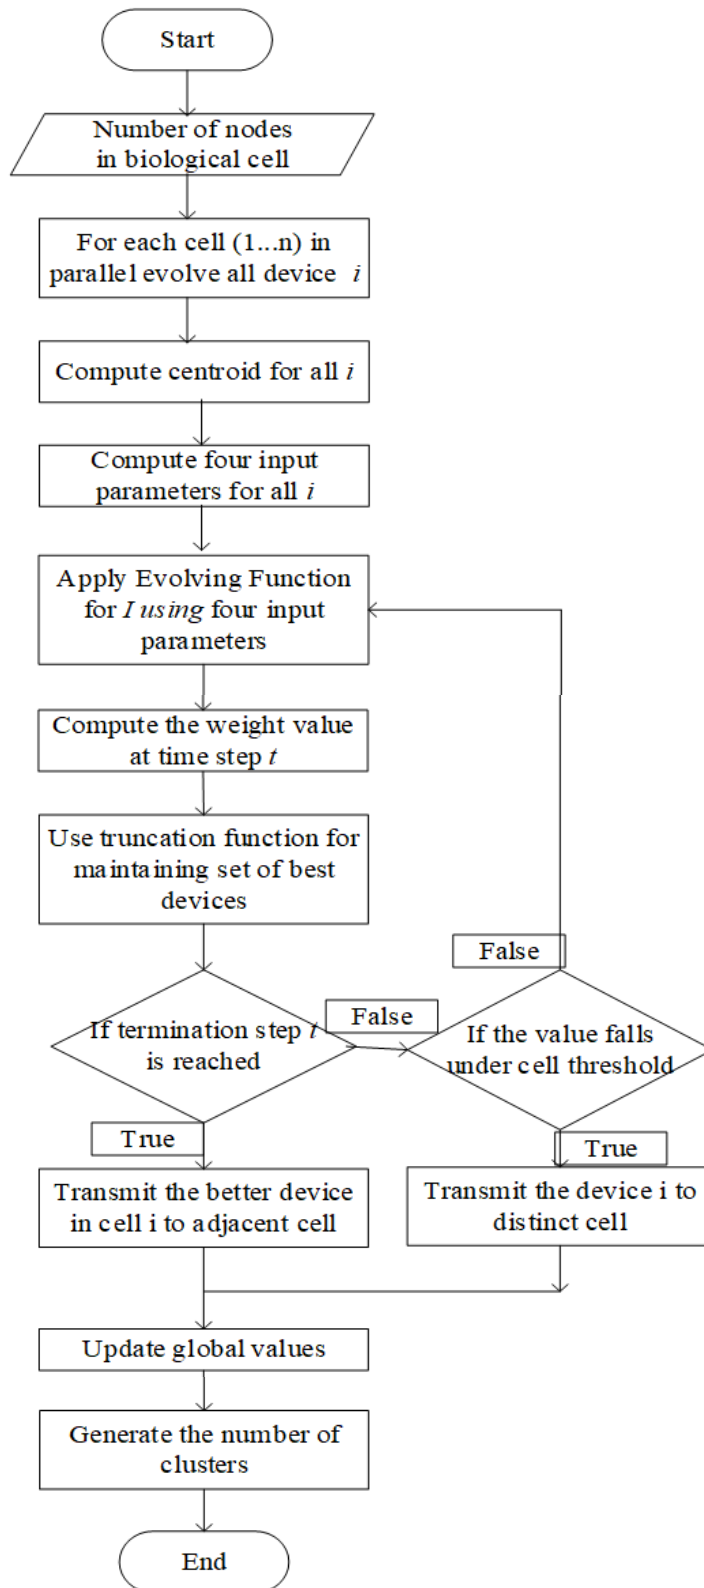 Start
Number of nodes
in biological cell
For each cell (1...n) in
parallel evolve all device i
Compute centroid for all i
Compute four input
parameters for all i
Apply Evolving Function
for I using four input
parameters
Compute the weight value
at time step t
Use truncation function for
maintaining set of best
devices
False
If termination step t
is reached
False
If the value falls
under cell threshold
True
True
Transmit the better device
in cell i to adjacent cell
Transmit the device i to
distinct cell
Update global values
Generate the number of
clusters
End